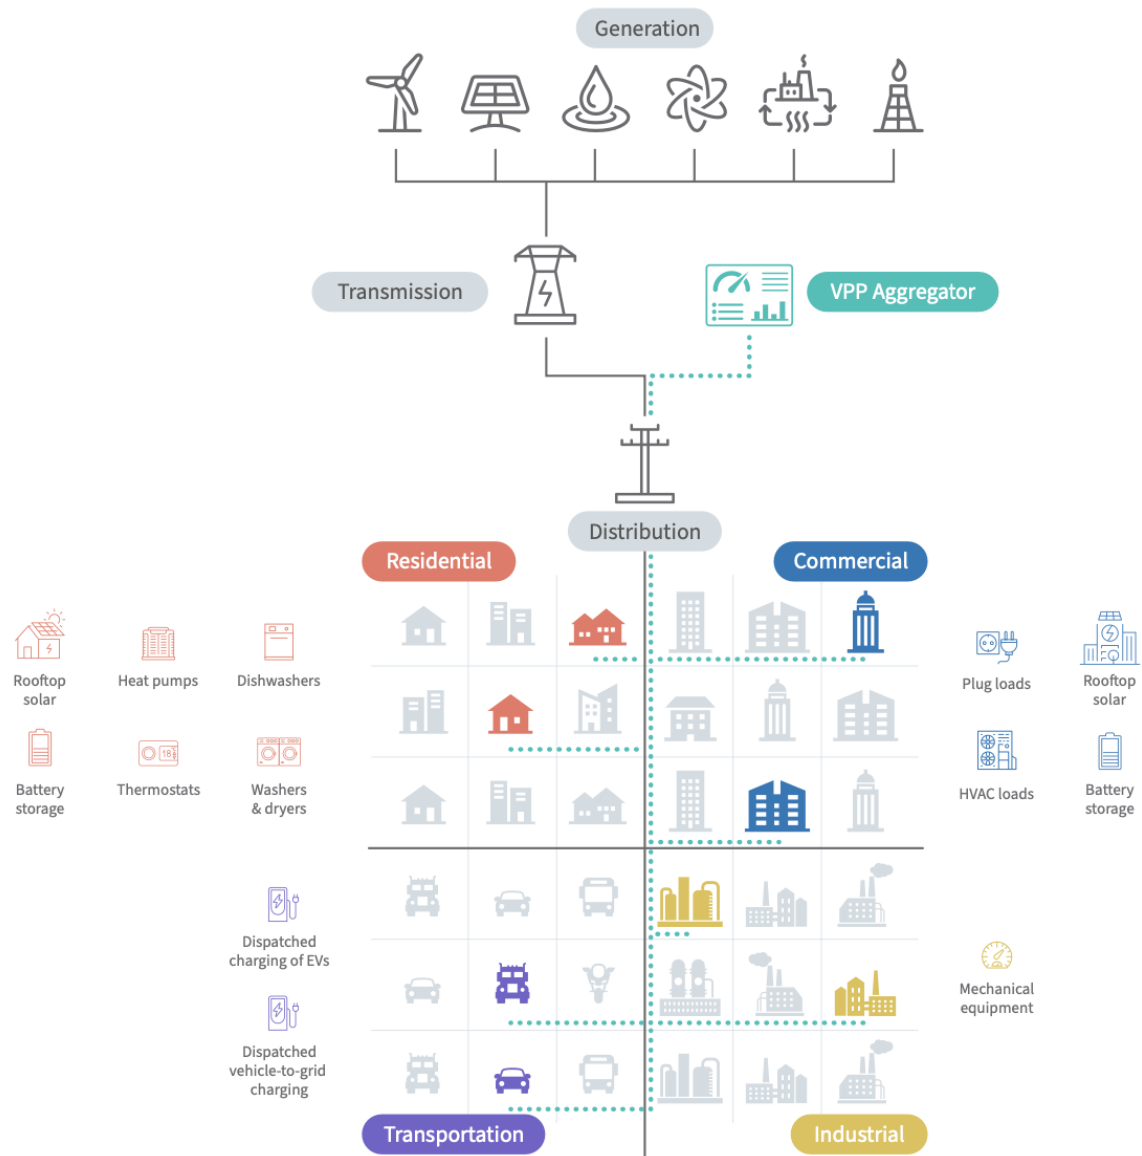 Generation
Transmission
VPP Aggregator
Distribution
Residential
Commercial
Rooftop
solar
Heat pumps
Dishwashers
Plug loads
Rooftop
solar
Battery
storage
Thermostats
18
Washers
& dryers
HVAC loads
Battery
storage
Dispatched
charging of EVs
Mechanical
equipment
Dispatched
vehicle-to-grid
charging
Transportation
Industrial